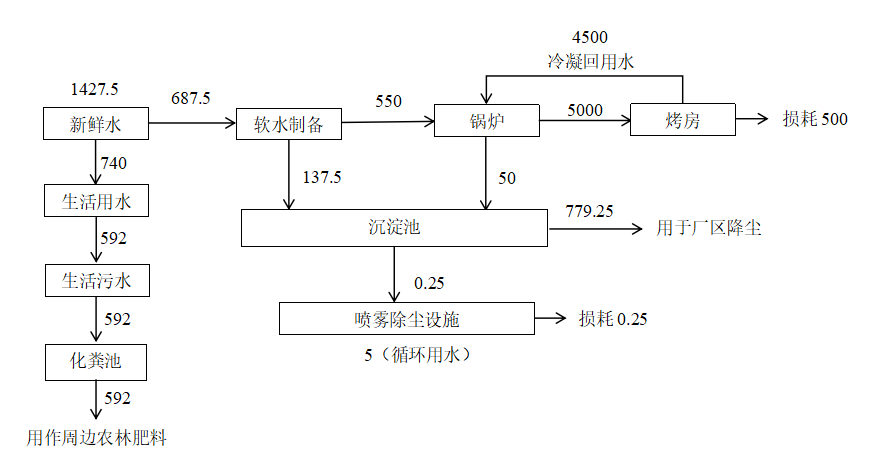 4500
冷凝回用水
1427.5
687.5
550
5000
新鲜水
软水制备
锅炉
烤房
损耗 500
740
137.5
50
生活用水
779.25
沉淀池
用于厂区降尘
592
0.25
生活污水
喷雾除尘设施
损耗 0.25
592
5（循环用水）
化粪池
592
用作周边农林肥料